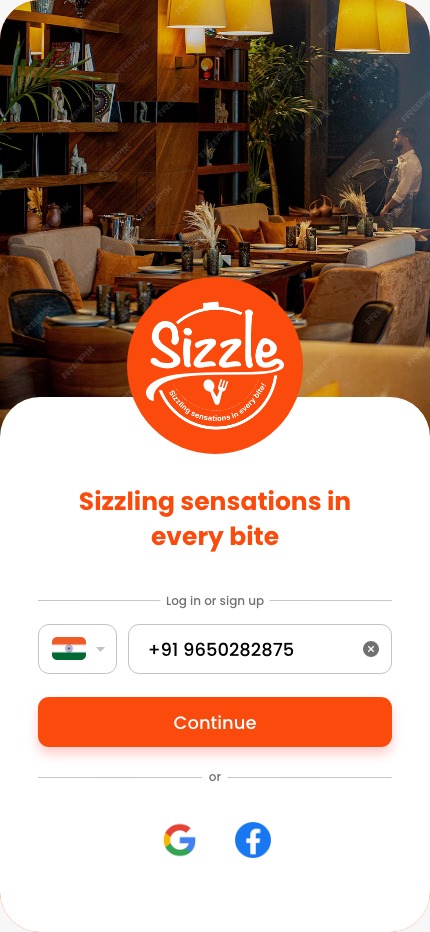 Sizzle
Sizzling sensations in every bite!
Sizzling sensations in
every bite
Log in or sign up
+91 9650282875
Continue
or